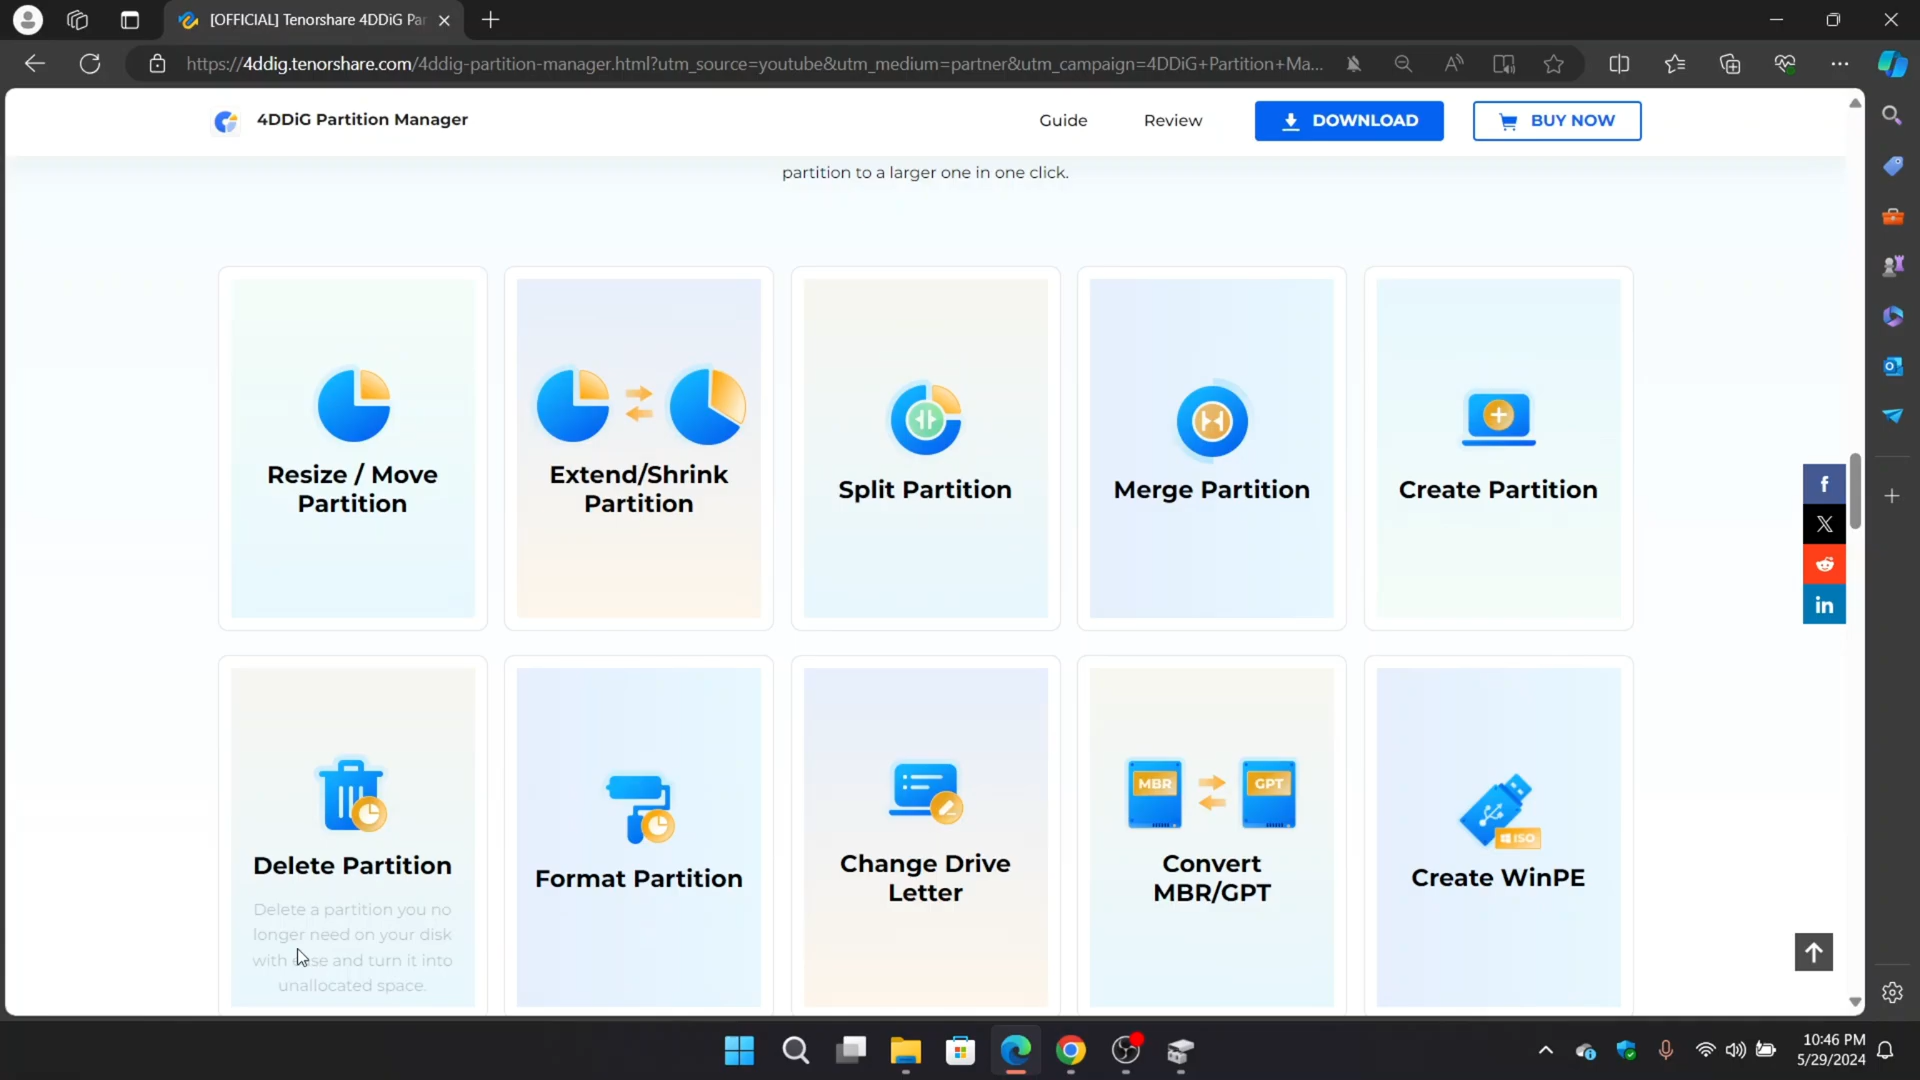 [OFFICIAL] Tenorshare 4DDiG Par
https://4ddig.tenorshare.com/4ddig-partition-manager.html?utm_source=youtube&utm_medium=partner&utm_campaign=4DDiG+Partition+Ma...
4DDiG Partition Manager
Guide
Review
DOWNLOAD
BUY NOW
partition to a larger one in one click.
Resize / Move
Partition
Extend/Shrink
Partition
Split Partition
Merge Partition
Create Partition
Delete Partition
Delete a partition you no
longer need on your disk
with ease and turn it into
unallocated space.
Format Partition
Change Drive
Letter
MBR
GPT
Convert
MBR/GPT
ISO
Create WinPE
f
X
in
10:46 PM
5/29/2024